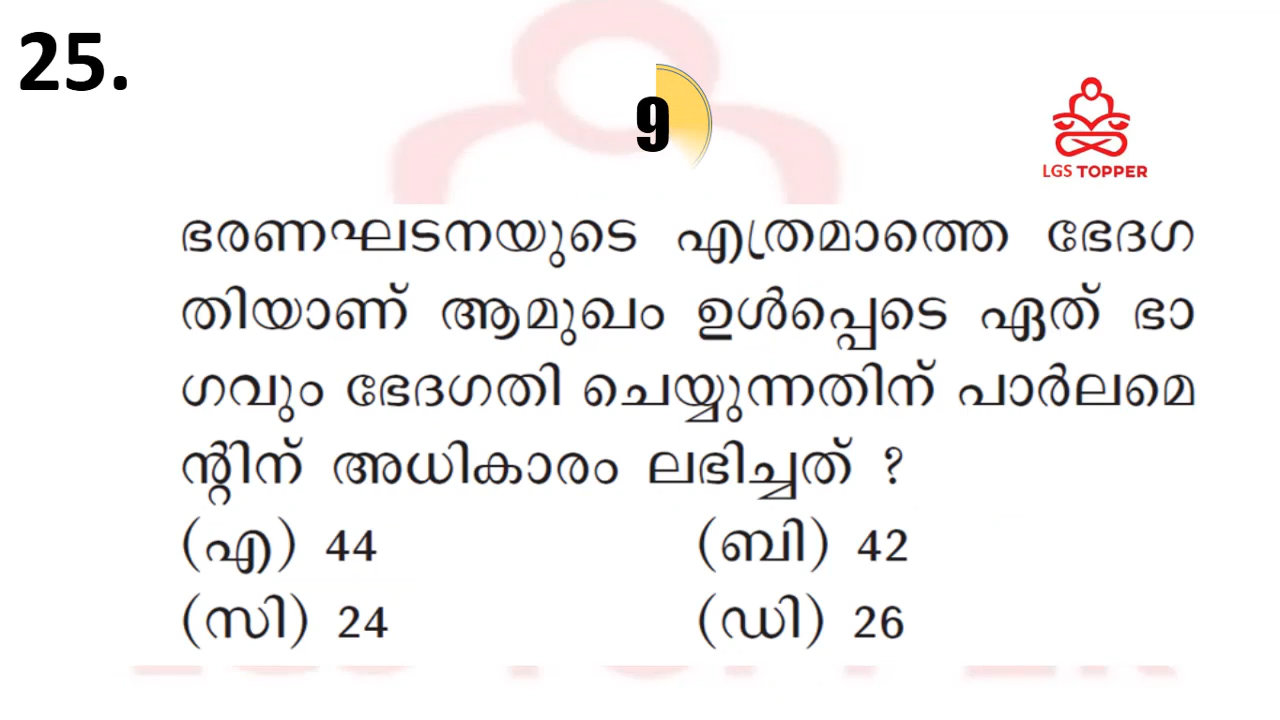 25.
9
LGS TOPPER
ഭരണഘടനയുടെ എത്രമാത്തെ ഭേദഗ
തിയാണ് ആമുഖം ഉൾപ്പെടെ ഏത് ഭാ
ഗവും ഭേദഗതി ചെയ്യുന്നതിന് പാർലമെ
ന്റിന് അധികാരം ലഭിച്ചത് ?
(എ) 44 (ബി) 42
(സി) 24 (ഡി) 26